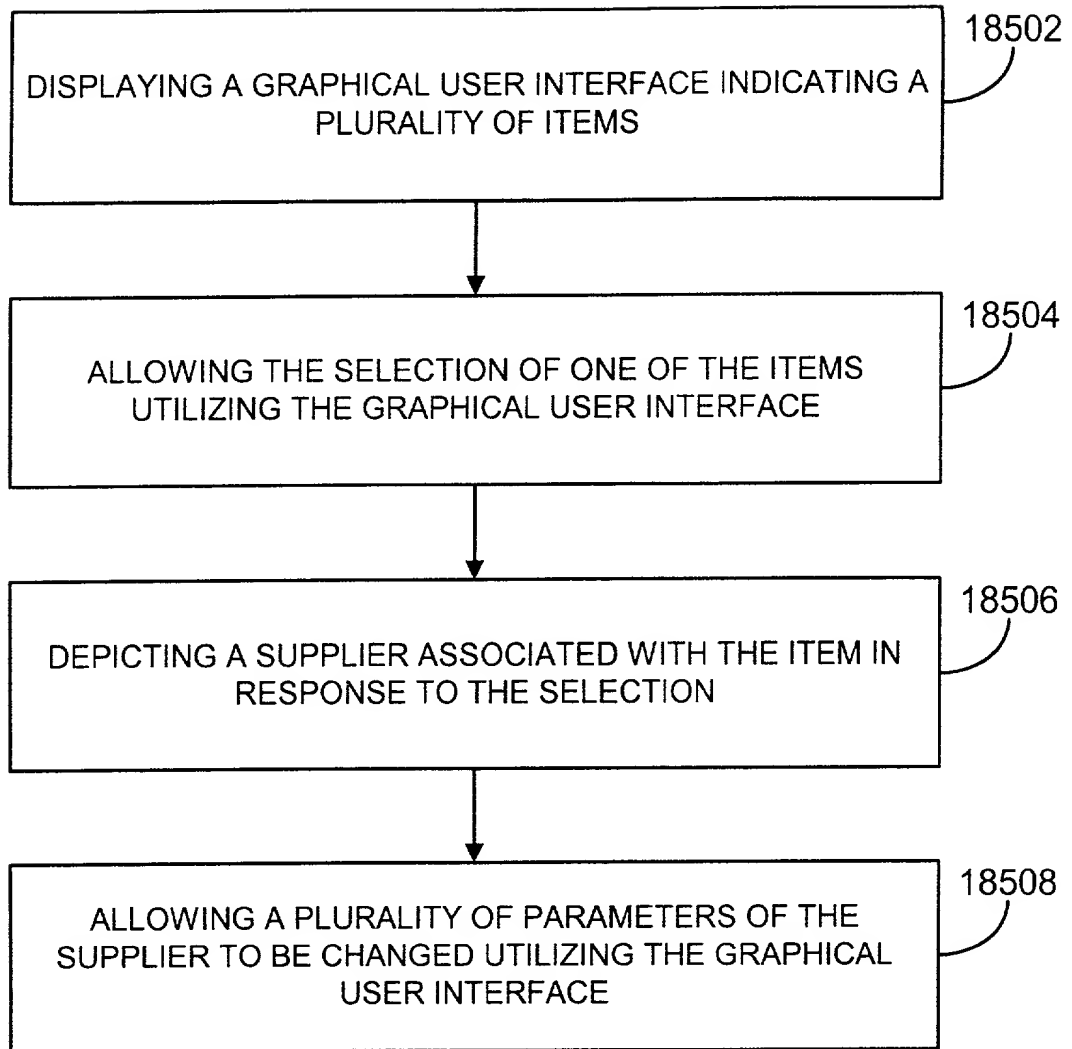 18502
DISPLAYING A GRAPHICAL USER INTERFACE INDICATING A
PLURALITY OF ITEMS
18504
ALLOWING THE SELECTION OF ONE OF THE ITEMS
UTILIZING THE GRAPHICAL USER INTERFACE
18506
DEPICTING A SUPPLIER ASSOCIATED WITH THE ITEM IN
RESPONSE TO THE SELECTION
18508
ALLOWING A PLURALITY OF PARAMETERS OF THE
SUPPLIER TO BE CHANGED UTILIZING THE GRAPHICAL
USER INTERFACE